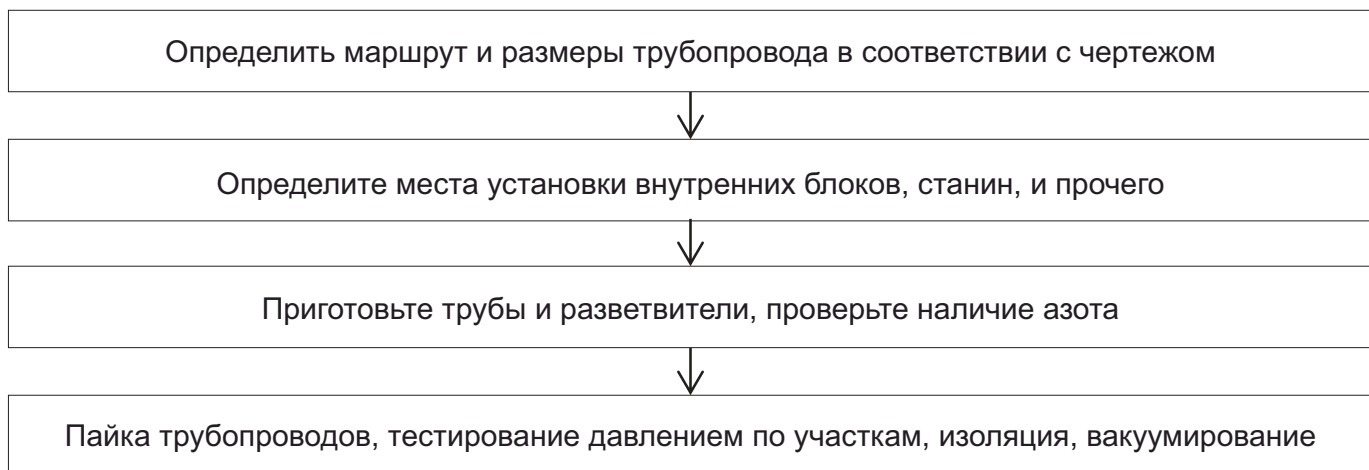 Определить маршрут и размеры трубопровода в соответствии с чертежом
Определите места установки внутренних блоков, станин, и прочего
Приготовьте трубы и разветвители, проверьте наличие азота
Пайка трубопроводов, тестирование давлением по участкам, изоляция, вакуумирование